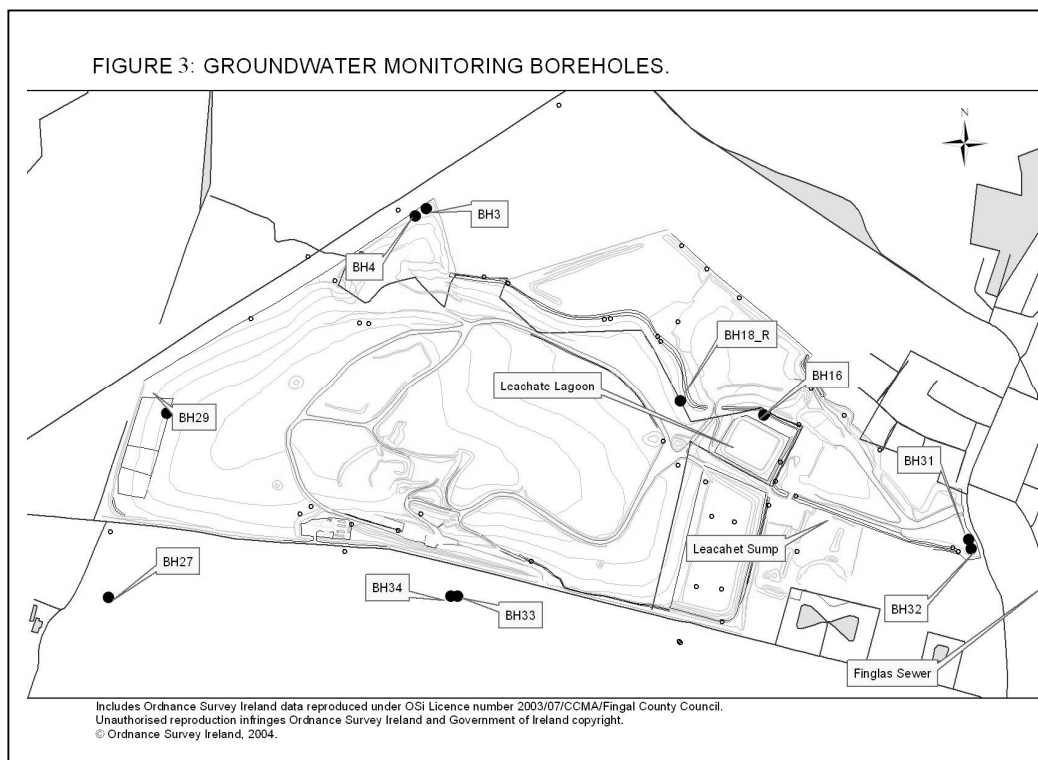 FIGURE 3: GROUNDWATER MONITORING BOREHOLES.
N
BH3
BH4
BH18_R
BH16
Leachate Lagoon
BH29
BH31
Leacahet Sump
BH27
BH34
BH33
BH32
Finglas Sewer
Includes Ordnance Survey Ireland data reproduced under OSi Licence number 2003/07/CCMA/Fingal County Council.
Unauthorised reproduction infringes Ordnance Survey Ireland and Government of Ireland copyright.
© Ordnance Survey Ireland, 2004.